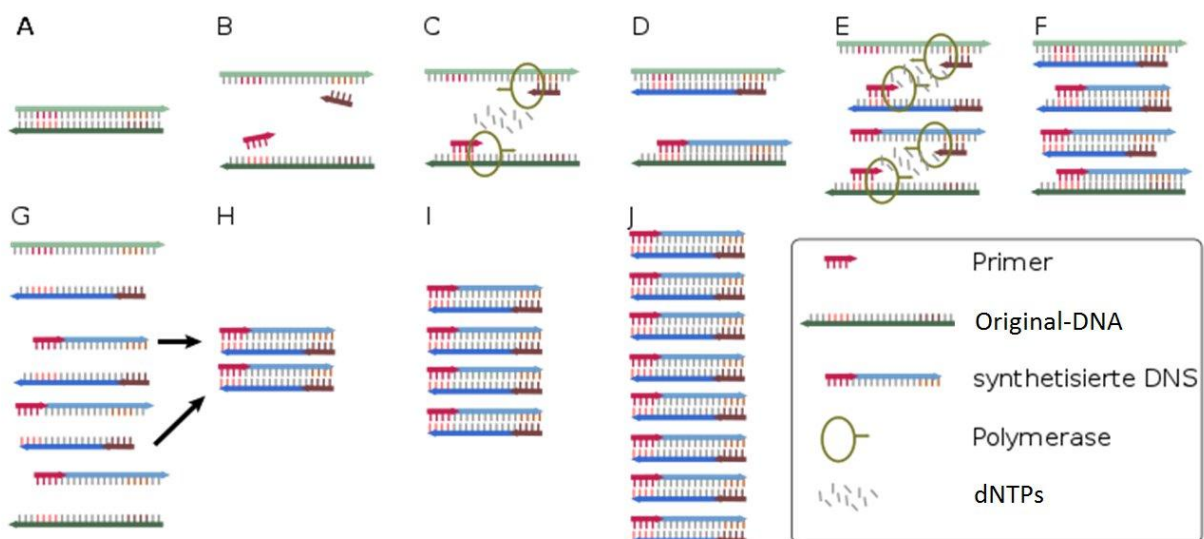 A
B
C
D
E
F
G
H
I
J
Primer
Original-DNA
synthetisierte DNS
Polymerase
dNTPs